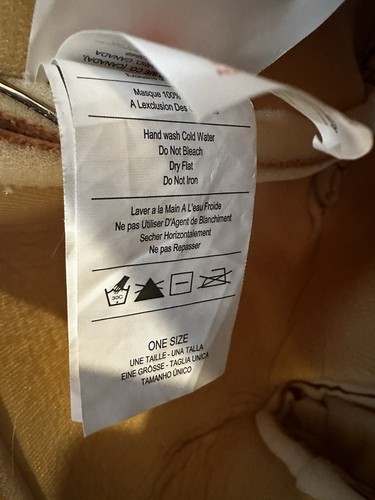 Masque 100%
A Lexclusion Des
Hand wash Cold Water
Do Not Bleach
Dry Flat
Do Not Iron
Laver a la Main A L'eau Froide
Ne pas Utiliser D'Agent de Blanchiment
Secher Horizontalement
Ne pas Repasser
30C
ONE SIZE
UNE TAILLE - UNA TALLA
EINE GRÖSSE - TAGLIA UNICA
TAMANHO ÚNICO